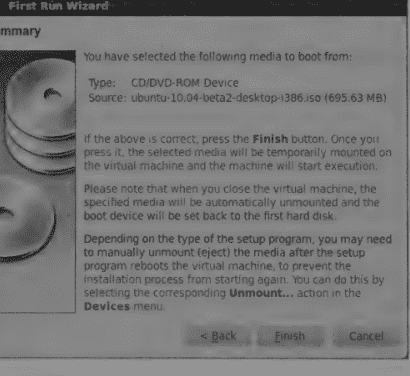 First Run Wizard
mmary
You have selected the following media to boot from:
Type: CD/DVD-ROM Device
Source: ubuntu-10.04-beta2-desktop-i386.iso (695.63 MB)
If the above is correct, press the Finish button. Once you
press it, the selected media will be temporarily mounted on
the virtual machine and the machine will start execution.
Please note that when you close the virtual machine, the
specified media will be automatically unmounted and the
boot device will be set back to the first hard disk.
Depending on the type of the setup program, you may need
to manually unmount (eject) the media after the setup
program reboots the virtual machine, to prevent the
installation process from starting again. You can do this by
selecting the corresponding Unmount... action in the
Devices menu.
< Back Finish Cancel